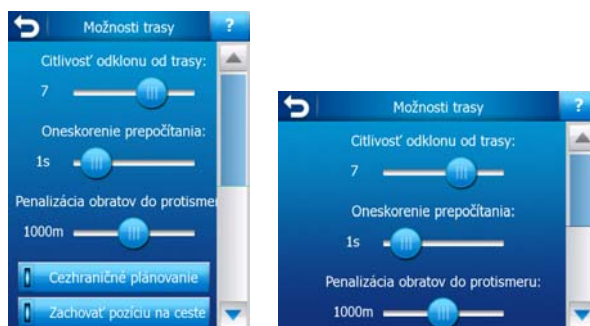 Možnosti trasy ?
Citlivosť odklonu od trasy:
7
Oneskorenie prepočítania:
1s
Penalizácia obratov do protisme
1000m
Cezhraničné plánovanie
Zachovať pozíciu na ceste
Možnosti trasy ?
Citlivosť odklonu od trasy:
7
Oneskorenie prepočítania:
1s
Penalizácia obratov do protismeru:
1000m